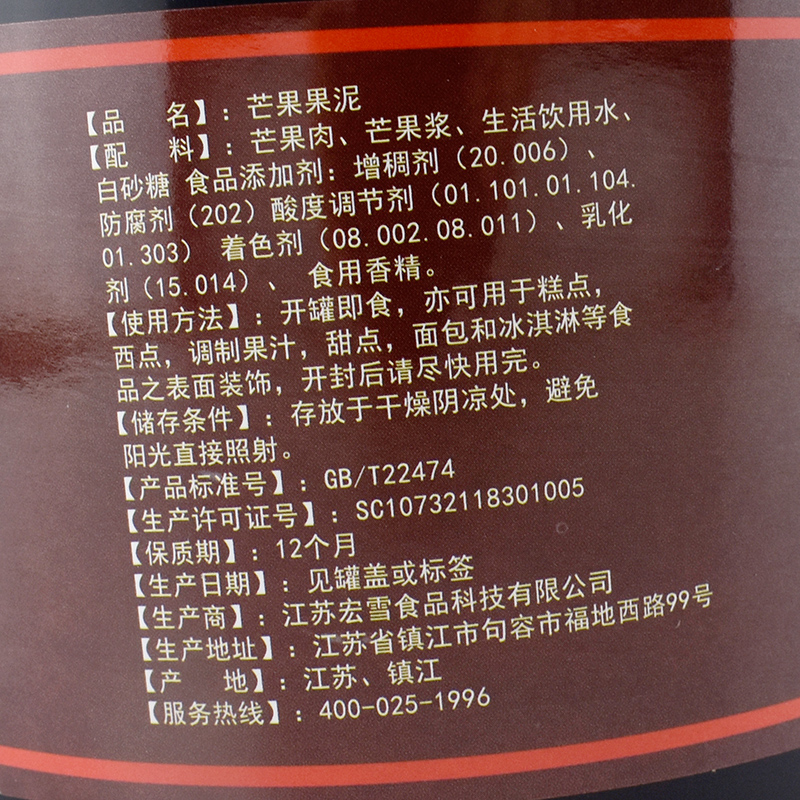 【品 名】：芒果果泥
【配 料】：芒果肉、芒果浆、生活饮用水、
白砂糖 食品添加剂：增稠剂（20.006）、
防腐剂（202）酸度调节剂（01.101.01.104.
01.303） 着色剂（08.002.08.011）、乳化
剂（15.014）、 食用香精。
【使用方法】：开罐即食，亦可用于糕点，
西点，调制果汁，甜点，面包和冰淇淋等食
品之表面装饰，开封后请尽快用完。
【储存条件】：存放于干燥阴凉处，避免
阳光直接照射。
【产品标准号】：GB/T22474
【生产许可证号】：SC10732118301005
【保质期】：12个月
【生产日期】：见罐盖或标签
【生产商】：江苏宏雪食品科技有限公司
【生产地址】：江苏省镇江市句容市福地西路99号
【产 地】：江苏、镇江
【服务热线】：400-025-1996